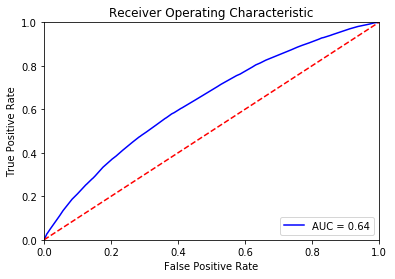 Receiver Operating Characteristic
True Positive Rate
1.0
0.8
0.6
0.4
0.2
0.0
AUC = 0.64
0.0 0.2 0.4 0.6 0.8 1.0
False Positive Rate